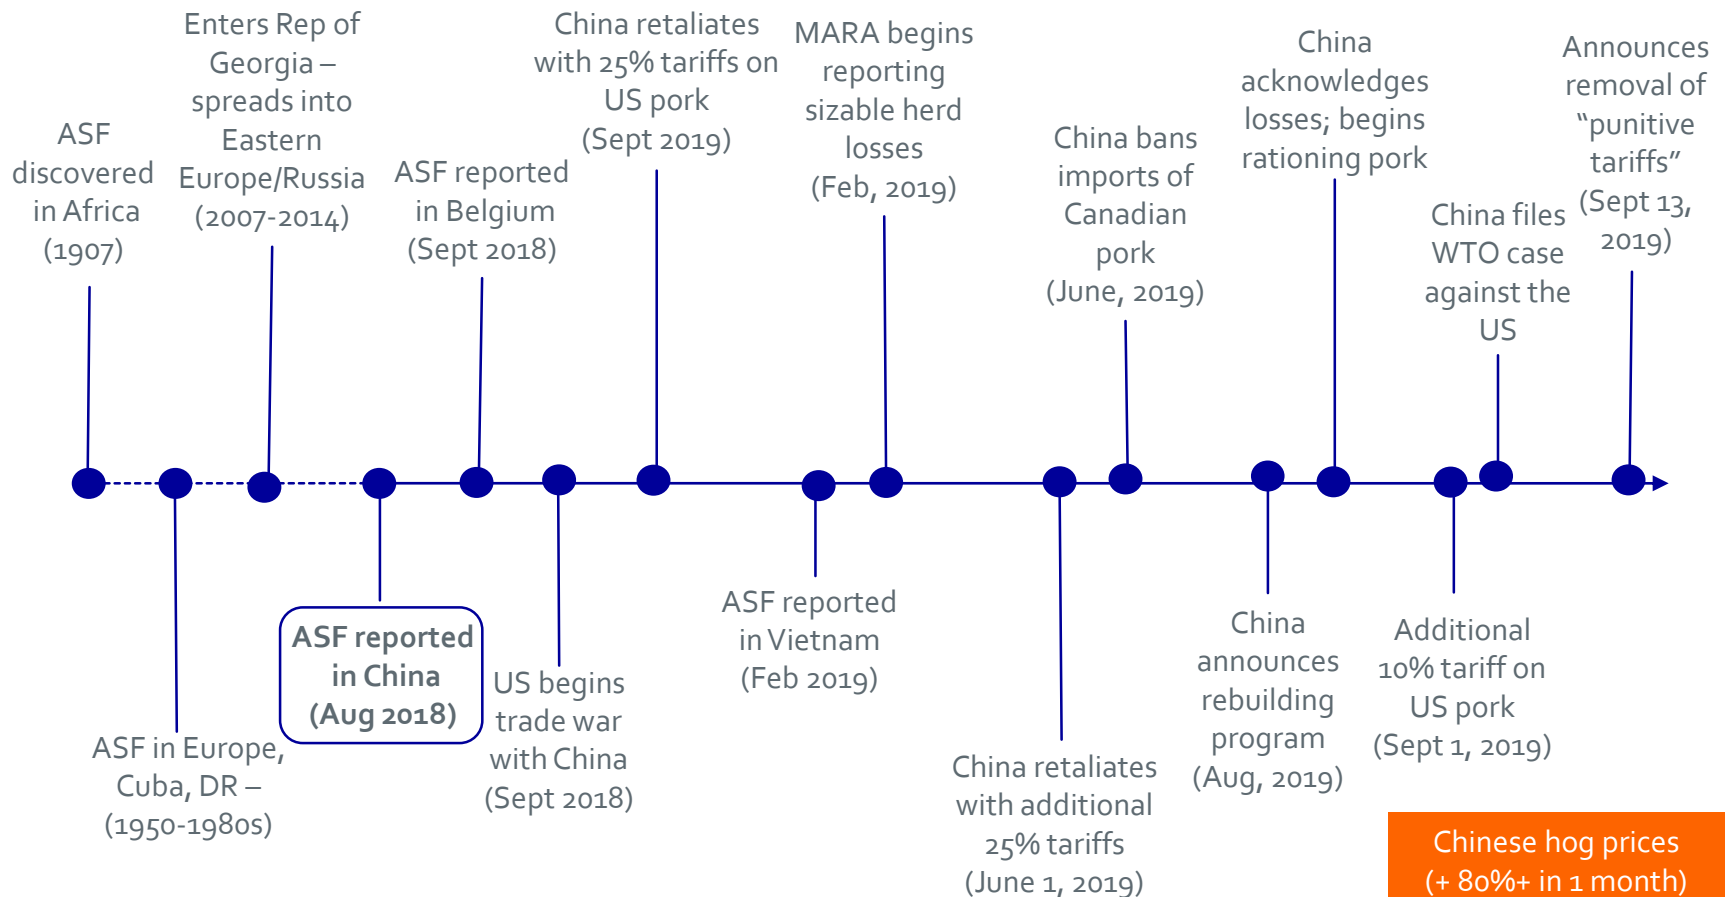 ASF
discovered
in Africa
(1907)
Enters Rep of
Georgia –
spreads into
Eastern
Europe/Russia
(2007-2014)
ASF reported
in Belgium
(Sept 2018)
China retaliates
with 25% tariffs on
US pork
(Sept 2019)
MARA begins
reporting
sizable herd
losses
(Feb, 2019)
China bans
imports of
Canadian
pork
(June, 2019)
China
acknowledges
losses; begins
rationing pork
China files
WTO case
against the
US
Announces
removal of
“punitive
tariffs”
(Sept 13,
2019)
ASF in Europe,
Cuba, DR –
(1950-1980s)
ASF reported
in China
(Aug 2018)
US begins
trade war
with China
(Sept 2018)
ASF reported
in Vietnam
(Feb 2019)
China retaliates
with additional
25% tariffs
(June 1, 2019)
China
announces
rebuilding
program
(Aug, 2019)
Additional
10% tariff on
US pork
(Sept 1, 2019)
Chinese hog prices
(+ 80%+ in 1 month)